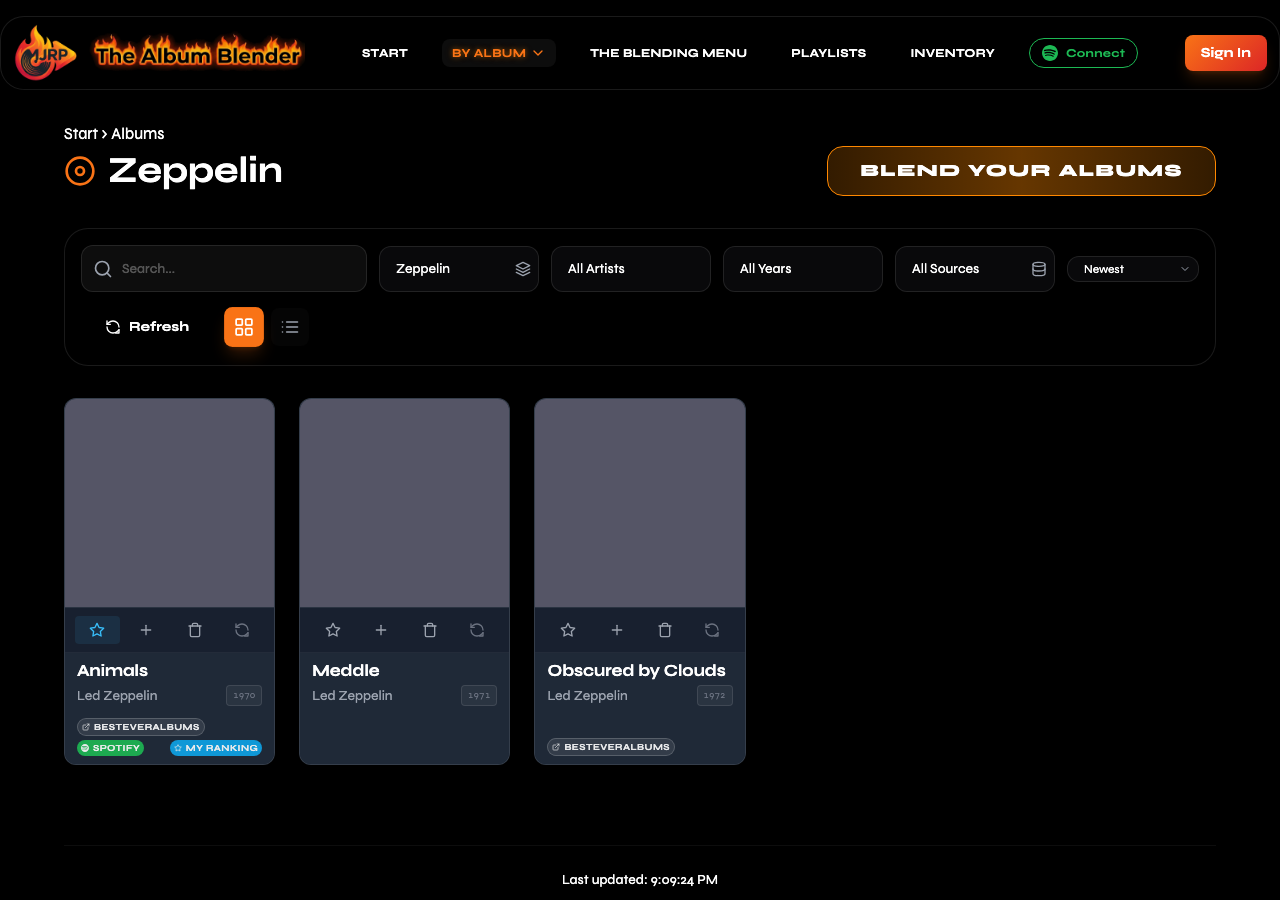 JRP The Album Blender START BY ALBUM THE BLENDING MENU PLAYLISTS INVENTORY Connect Sign In
Start › Albums
Zeppelin
BLEND YOUR ALBUMS
Search...
Zeppelin
All Artists
All Years
All Sources
Newest
Refresh
Animals
Led Zeppelin 1970
BESTEVERALBUMS
SPOTIFY MY RANKING
Meddle
Led Zeppelin 1971
Obscured by Clouds
Led Zeppelin 1972
BESTEVERALBUMS
Last updated: 9:09:24 PM